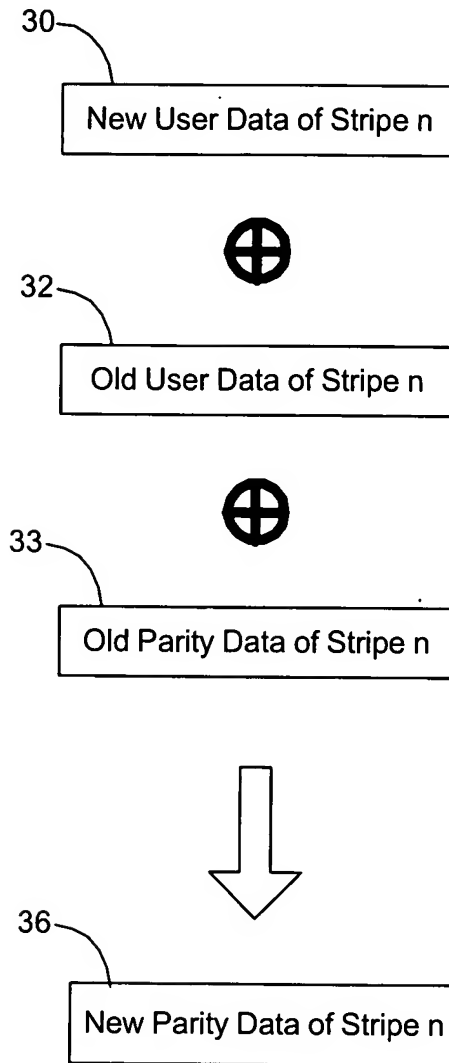 30
New User Data of Stripe n
32
Old User Data of Stripe n
33
Old Parity Data of Stripe n
36
New Parity Data of Stripe n